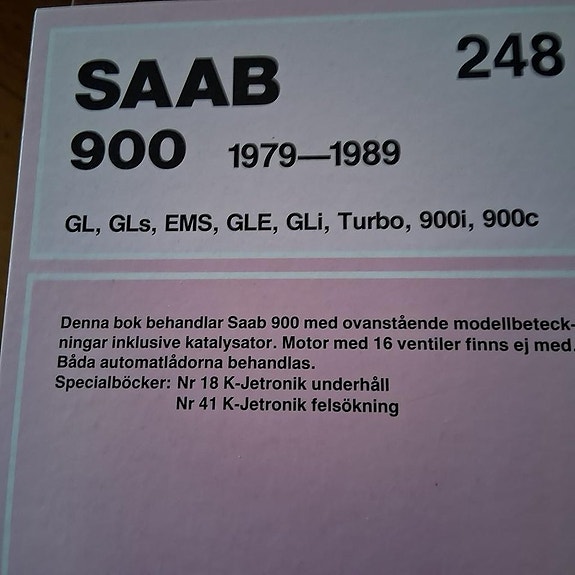 SAAB 248
900 1979—1989
GL, GLs, EMS, GLE, GLi, Turbo, 900i, 900c
Denna bok behandlar Saab 900 med ovanstående modellbeteck-
ningar inklusive katalysator. Motor med 16 ventiler finns ej med.
Båda automatlådorna behandlas.
Specialböcker: Nr 18 K-Jetronik underhåll
Nr 41 K-Jetronik felsökning